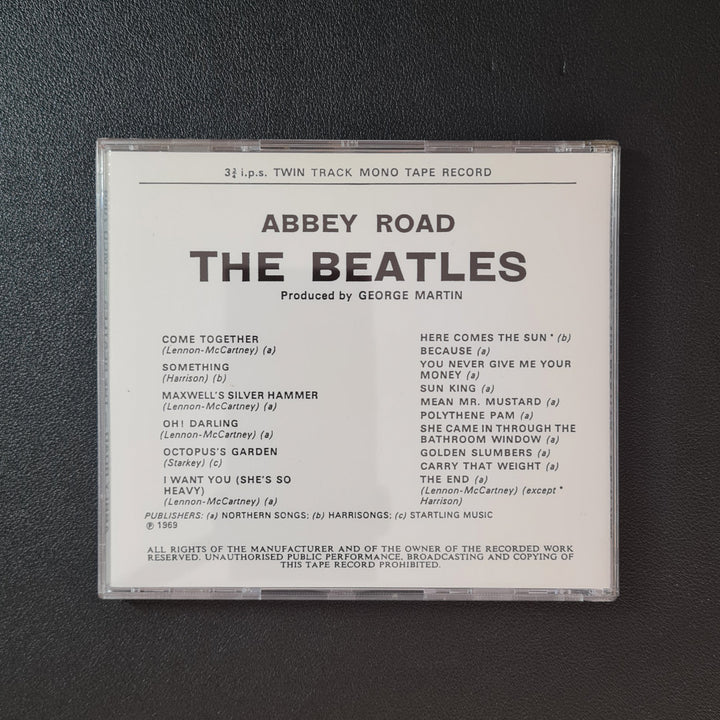 3¾ i.p.s. TWIN TRACK MONO TAPE RECORD
ABBEY ROAD
THE BEATLES
Produced by GEORGE MARTIN
COME TOGETHER
(Lennon-McCartney) (a)
SOMETHING
(Harrison) (b)
MAXWELL'S SILVER HAMMER
(Lennon-McCartney) (a)
OH! DARLING
(Lennon-McCartney) (a)
OCTOPUS'S GARDEN
(Starkey) (c)
I WANT YOU (SHE'S SO
HEAVY)
(Lennon-McCartney) (a)
HERE COMES THE SUN * (b)
BECAUSE (a)
YOU NEVER GIVE ME YOUR
MONEY (a)
SUN KING (a)
MEAN MR. MUSTARD (a)
POLYTHENE PAM (a)
SHE CAME IN THROUGH THE
BATHROOM WINDOW (a)
GOLDEN SLUMBERS (a)
CARRY THAT WEIGHT (a)
THE END (a)
(Lennon-McCartney) (except *
Harrison)
PUBLISHERS: (a) NORTHERN SONGS; (b) HARRISONGS; (c) STARTLING MUSIC
℗ 1969
ALL RIGHTS OF THE MANUFACTURER AND OF THE OWNER OF THE RECORDED WORK
RESERVED. UNAUTHORISED PUBLIC PERFORMANCE, BROADCASTING AND COPYING OF
THIS TAPE RECORD PROHIBITED.